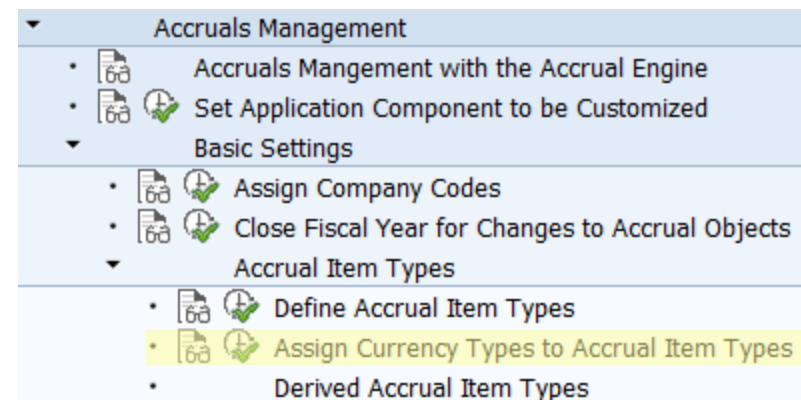 Accruals Management
Accruals Mangement with the Accrual Engine
Set Application Component to be Customized
Basic Settings
Assign Company Codes
Close Fiscal Year for Changes to Accrual Objects
Accrual Item Types
Define Accrual Item Types
Assign Currency Types to Accrual Item Types
Derived Accrual Item Types